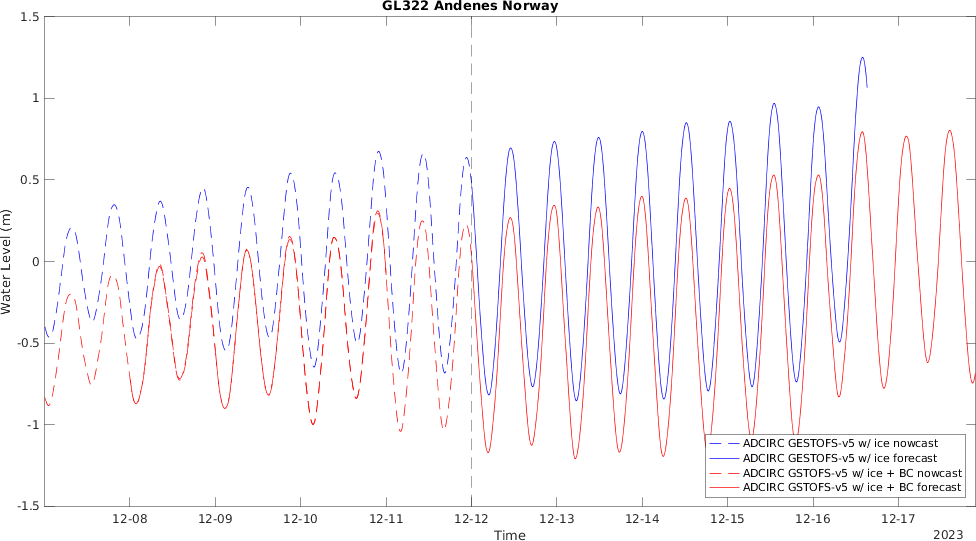 GL322 Andenes Norway
1.5
1
0.5
0
-0.5
-1
-1.5
Water Level (m)
12-08 12-09 12-10 12-11 12-12 12-13 12-14 12-15 12-16 12-17
Time
2023
ADCIRC GESTOFS-v5 w/ ice nowcast
ADCIRC GESTOFS-v5 w/ ice forecast
ADCIRC GSTOFS-v5 w/ ice + BC nowcast
ADCIRC GSTOFS-v5 w/ ice + BC forecast